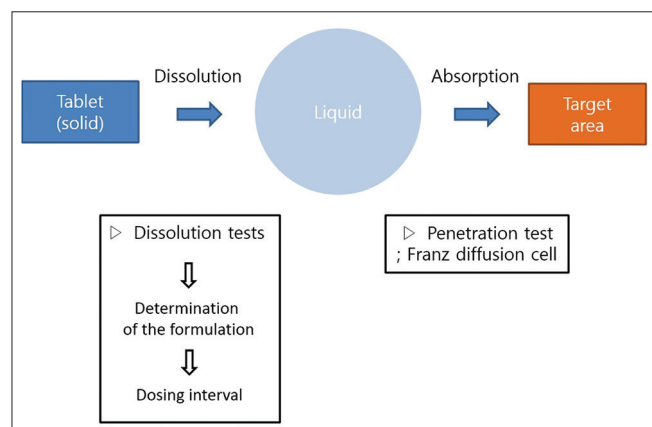 Dissolution
Absorption
Tablet
(solid)
Liquid
Target
area
▷ Dissolution tests
Determination
of the formulation
Dosing interval
▷ Penetration test
; Franz diffusion cell